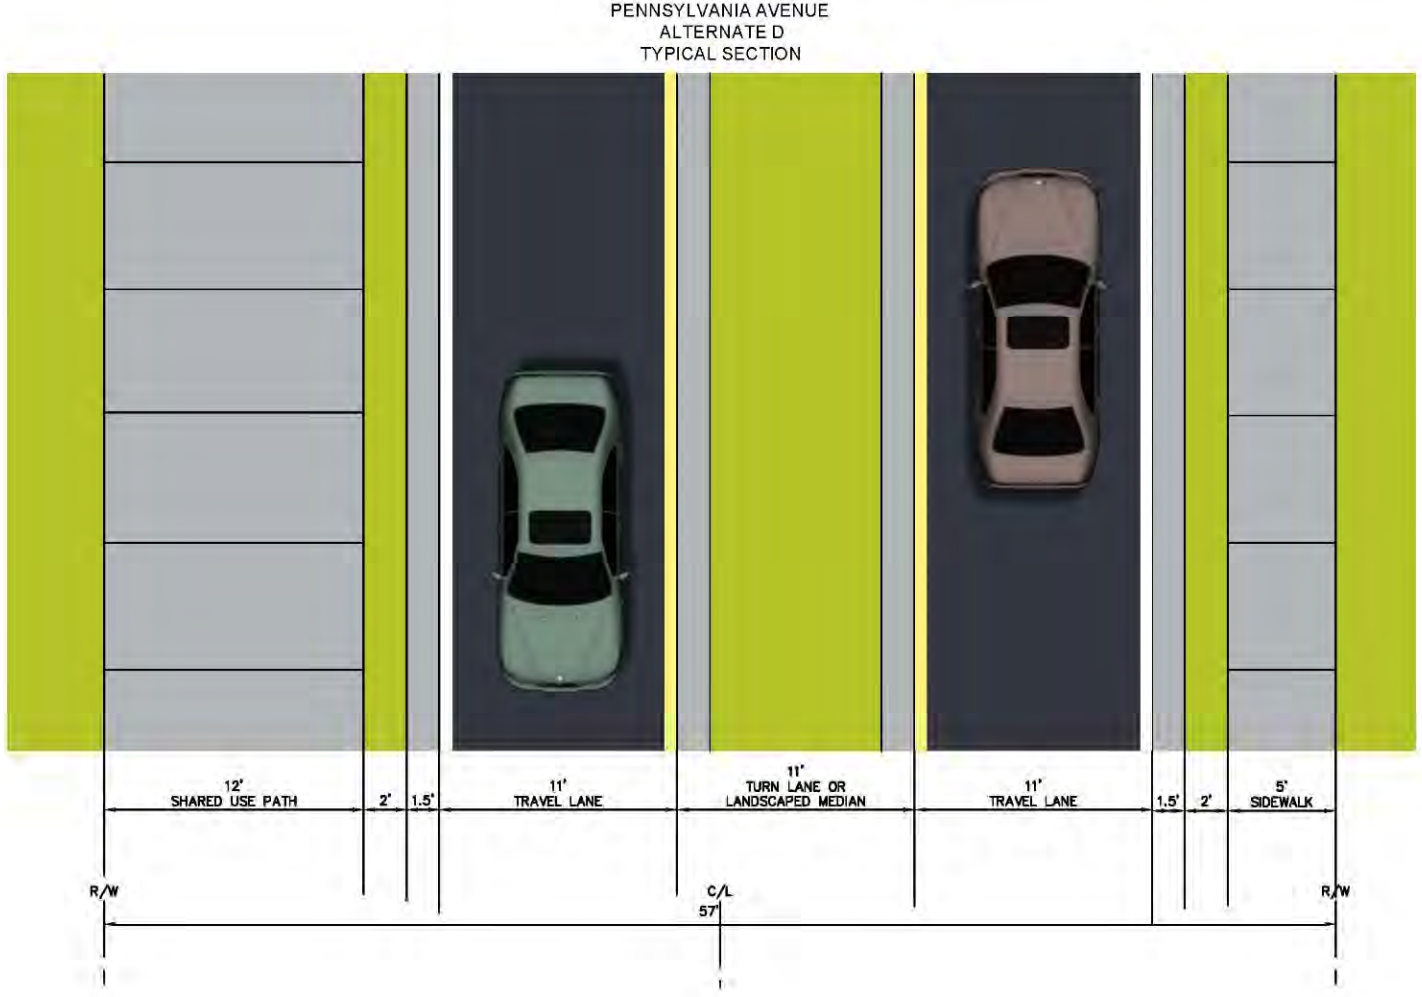 PENNSYLVANIA AVENUE
ALTERNATE D
TYPICAL SECTION
12'
SHARED USE PATH
2'
1.5'
11'
TRAVEL LANE
11'
TURN LANE OR
LANDSCAPED MEDIAN
11'
TRAVEL LANE
1.5'
2'
5'
SIDEWALK
R/W
C/L
R/W
57'